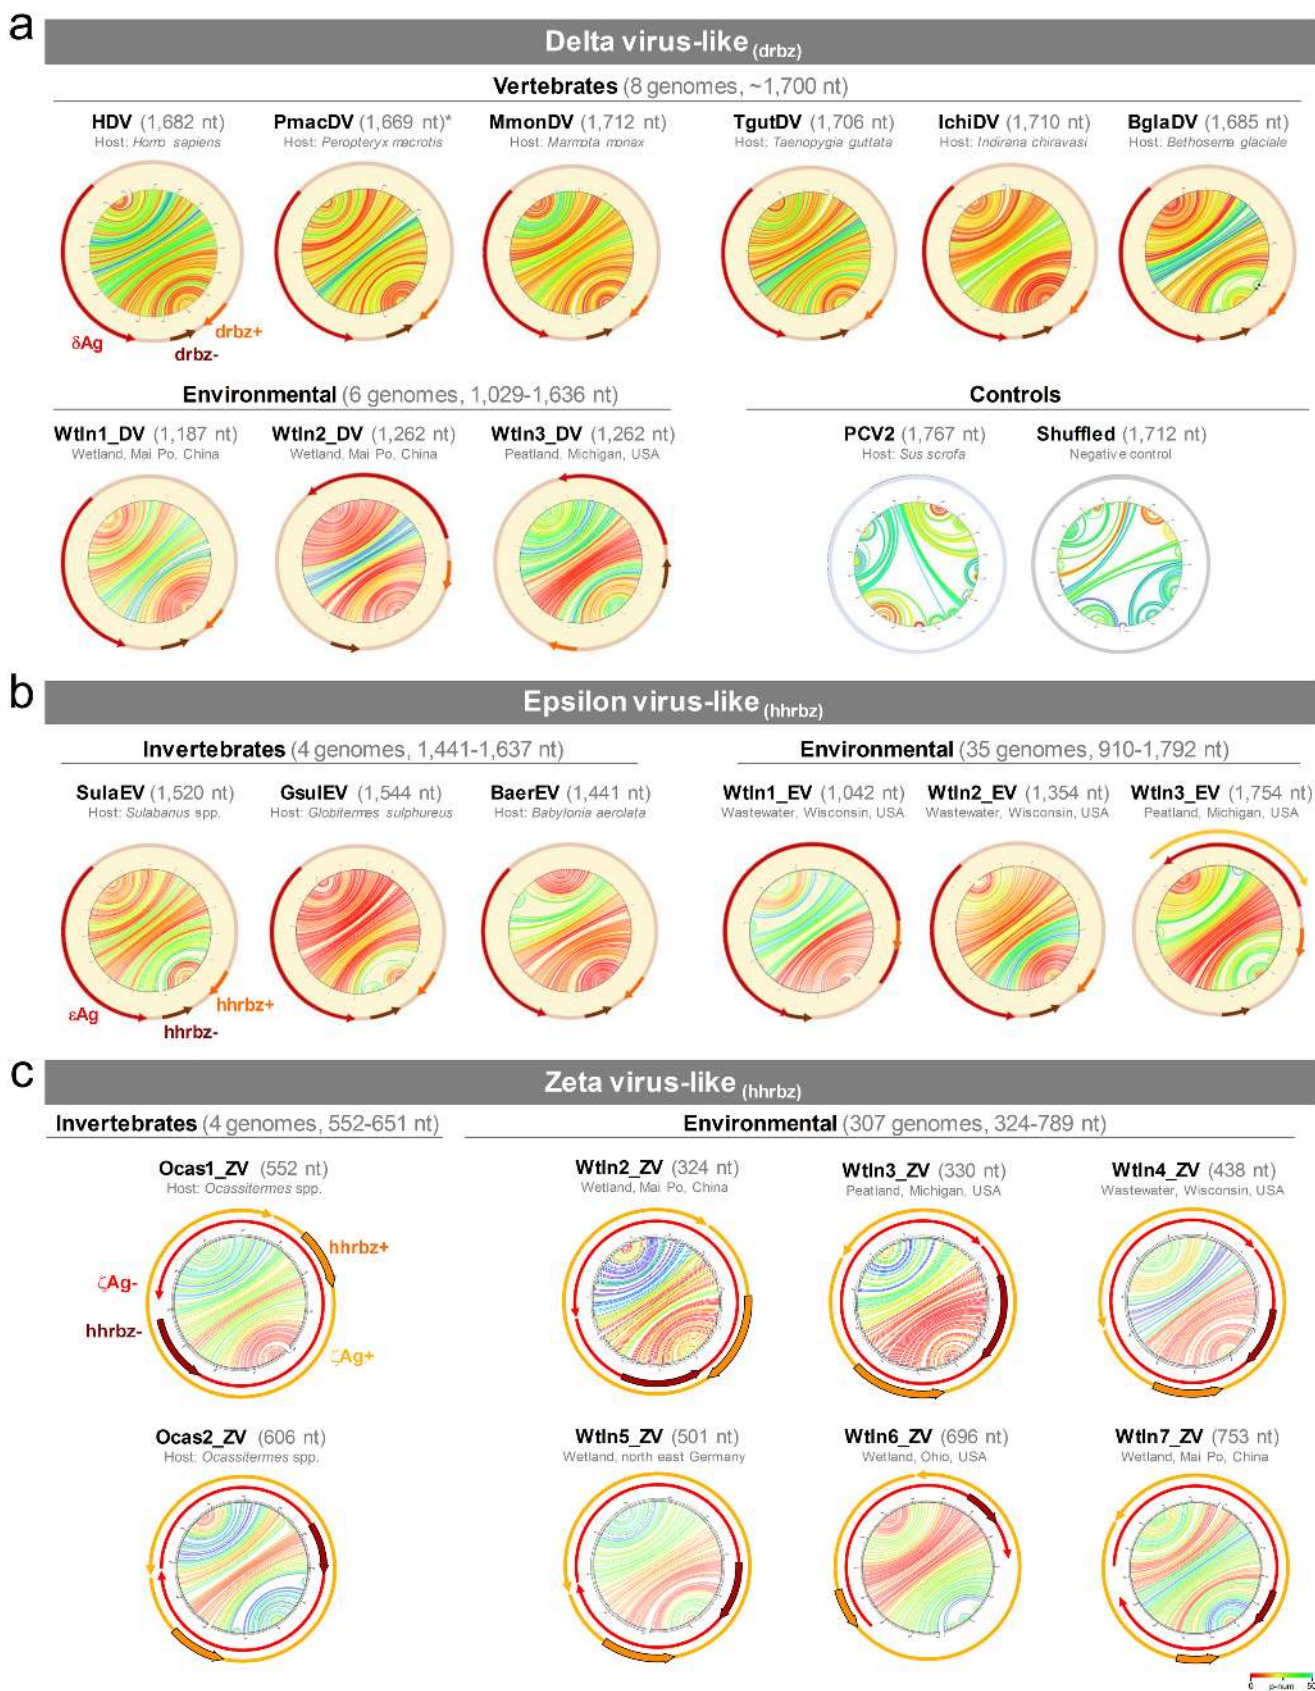 a
Delta virus-like (drbz)
Vertebrates (8 genomes, ~1,700 nt)
HDV (1,682 nt) PmacDV (1,669 nt)* MmonDV (1,712 nt) TgutDV (1,706 nt) IchiDV (1,710 nt) BglaDV (1,685 nt)
Host: Homo sapiens Host: Peropteryx macrotis Host: Marmota monax Host: Taenopygia guttata Host: Indirana chiravasi Host: Bethosema glaciale
δAg drbz- drbz+
Environmental (6 genomes, 1,029-1,636 nt) Controls
Wtln1_DV (1,187 nt) Wtln2_DV (1,262 nt) Wtln3_DV (1,262 nt) PCV2 (1,767 nt) Shuffled (1,712 nt)
Wetland, Mai Po, China Wetland, Mai Po, China Peatland, Michigan, USA Host: Sus scrofa Negative control
b
Epsilon virus-like (hhrbz)
Invertebrates (4 genomes, 1,441-1,637 nt) Environmental (35 genomes, 910-1,792 nt)
SulaEV (1,520 nt) GsulEV (1,544 nt) BaerEV (1,441 nt) Wtln1_EV (1,042 nt) Wtln2_EV (1,354 nt) Wtln3_EV (1,754 nt)
Host: Sulabanus spp. Host: Globitermes sulphureus Host: Babylonia aerolata Wastewater, Wisconsin, USA Wastewater, Wisconsin, USA Peatland, Michigan, USA
εAg hhrbz- hhrbz+
c
Zeta virus-like (hhrbz)
Invertebrates (4 genomes, 552-651 nt) Environmental (307 genomes, 324-789 nt)
Ocas1_ZV (552 nt) Wtln2_ZV (324 nt) Wtln3_ZV (330 nt) Wtln4_ZV (438 nt)
Host: Ocassitermes spp. Wetland, Mai Po, China Peatland, Michigan, USA Wastewater, Wisconsin, USA
hhrbz+
ζAg-
hhrbz-
ζAg+
Ocas2_ZV (606 nt) Wtln5_ZV (501 nt) Wtln6_ZV (696 nt) Wtln7_ZV (753 nt)
Host: Ocassitermes spp. Wetland, north east Germany Wetland, Ohio, USA Wetland, Mai Po, China
0 p-num